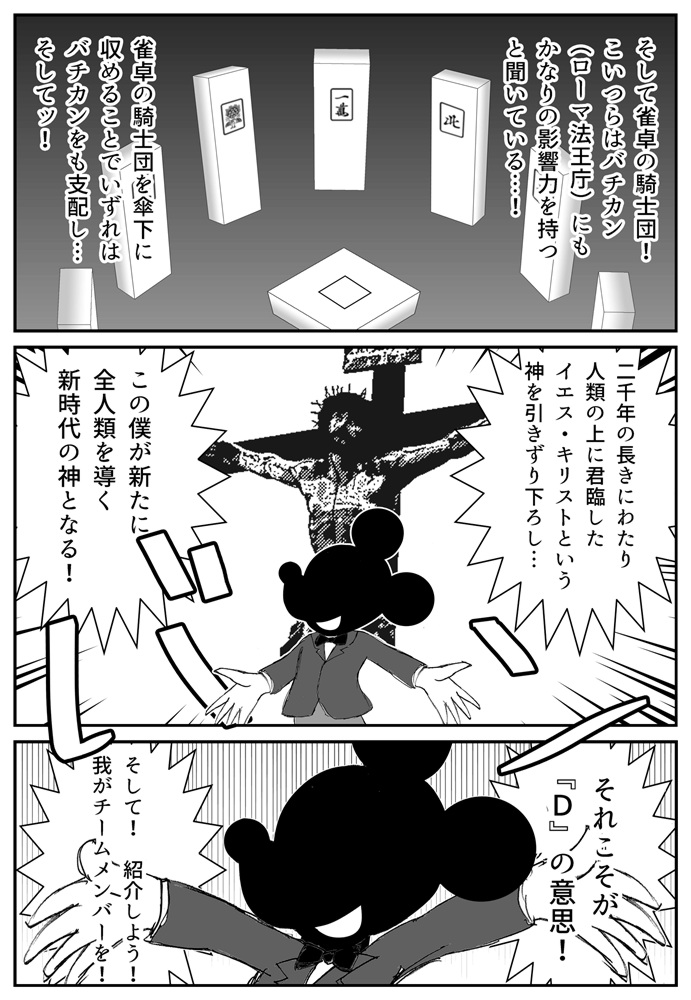 そして雀卓の騎士団！
こいつらはバチカン
（ローマ法王庁）にも
かなりの影響力を持つ
と聞いている…！
雀卓の騎士団を傘下に
収めることでいずれは
バチカンをも支配し…
そしてッ！
一萬
北
二千年の長きにわたり
人類の上に君臨した
イエス・キリストという
神を引きずり下ろし…
この僕が新たに
全人類を導く
新時代の神となる！
バーン
それこそが
『D』の意思！
そして！　紹介しよう！
我がチームメンバーを！